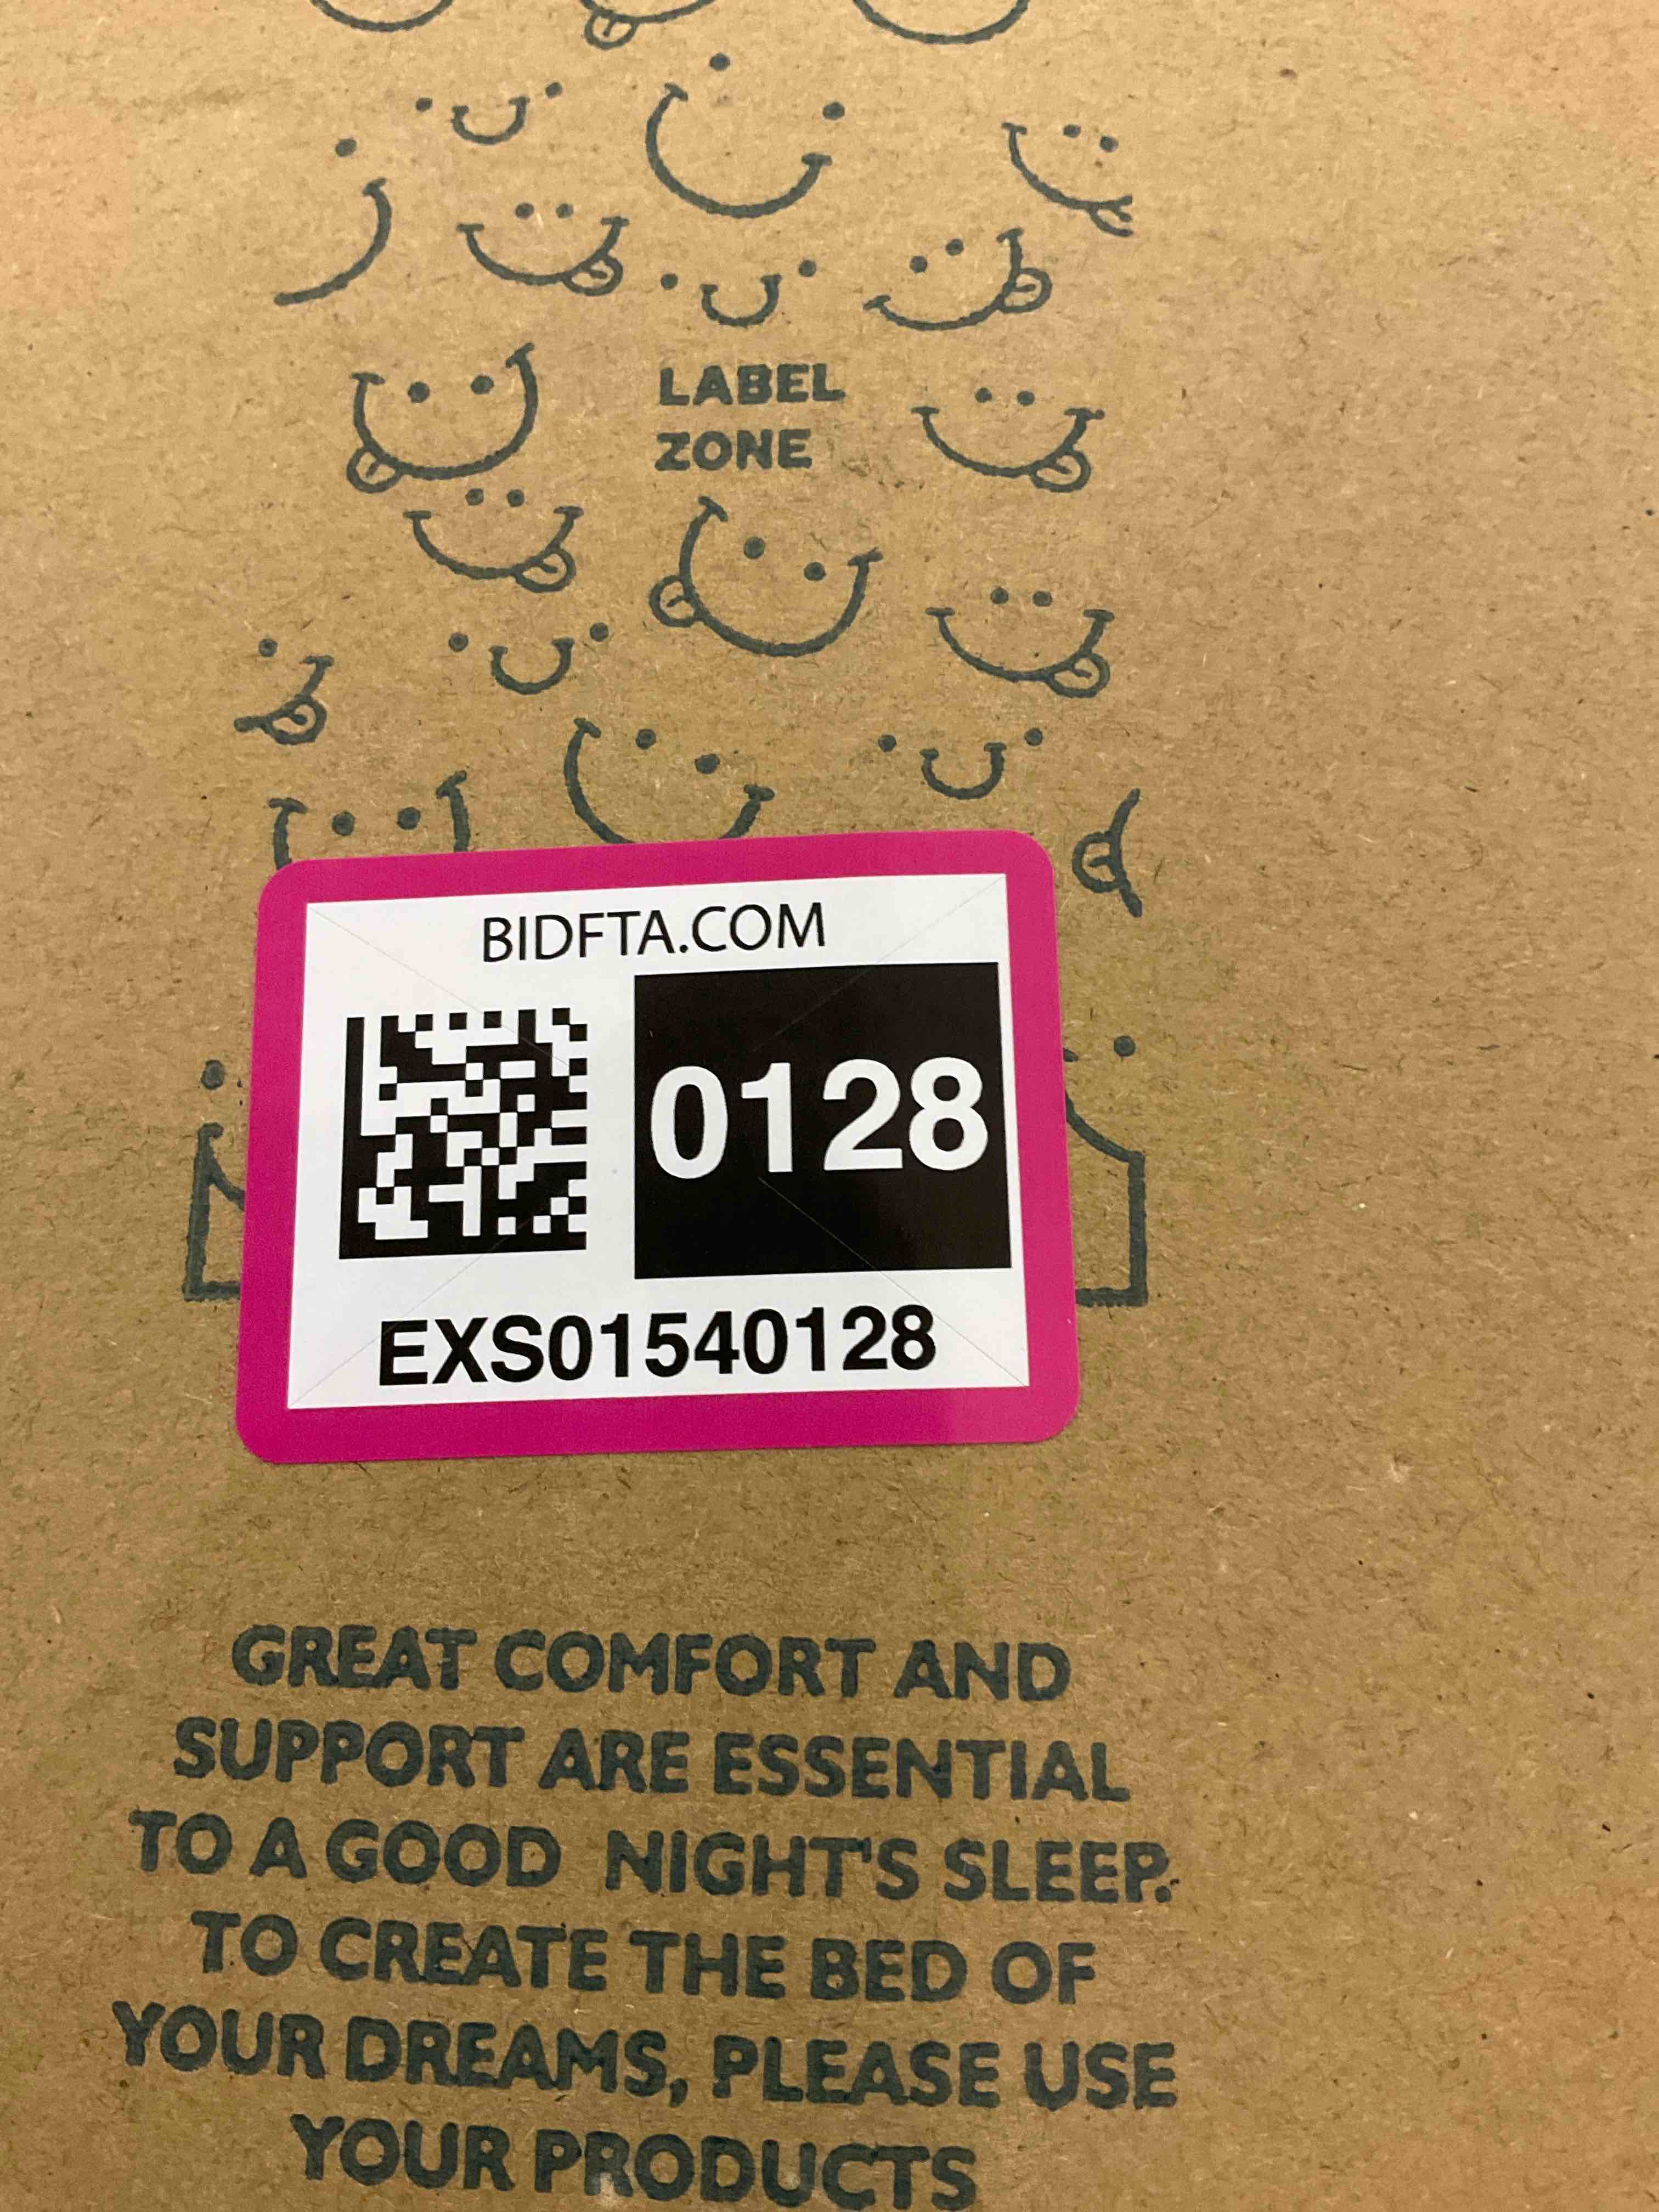 LABEL
ZONE
BIDFTA.COM
0128
EXS01540128
GREAT COMFORT AND
SUPPORT ARE ESSENTIAL
TO A GOOD NIGHT'S SLEEP.
TO CREATE THE BED OF
YOUR DREAMS, PLEASE USE
YOUR PRODUCTS